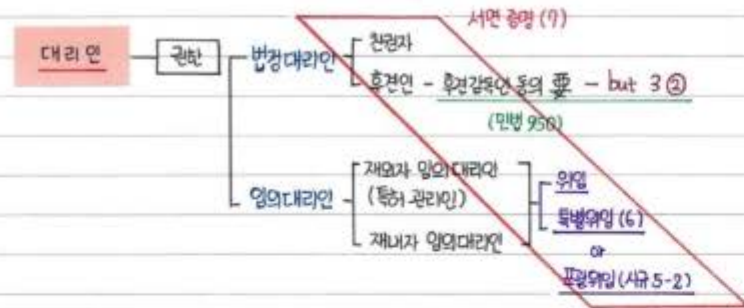 서면 증명 (7)
대리인 권한 법정대리인 친권자
후견인 - 후견감독인 동의 要 - but 3 ②
(민법 950)
임의대리인 재외자 임의대리인 위임
(특허 관리인) 특별위임 (6)
or
재내자 임의대리인
포괄위임 (시규 5-2)